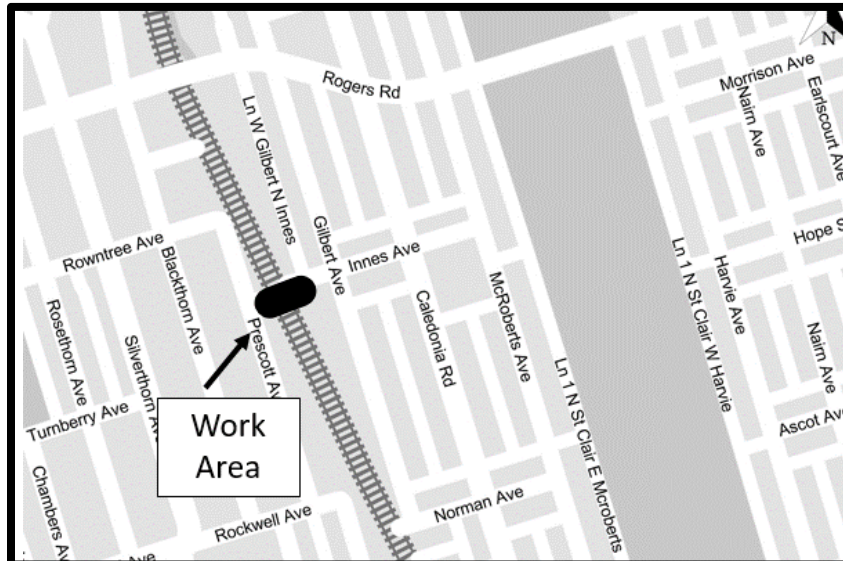 N
Morrison Ave
Rogers Rd
Nairn Ave
Earlscourt Ave
Ln W Gilbert N Innes
Gilbert Ave
Innes Ave
Hope S
Rowntree Ave
Blackthorn Ave
Ln 1 N St Clair W Harvie
Harvie Ave
Rosethorn Ave
Silverthorn Ave
Prescott Av
Caledonia Rd
McRoberts Ave
Nairn Ave
Turnberry Ave
Work
Area
Ln 1 N St Clair E Mcroberts
Ascot Ave
Chambers Av
Rockwell Ave
Norman Ave
Ave